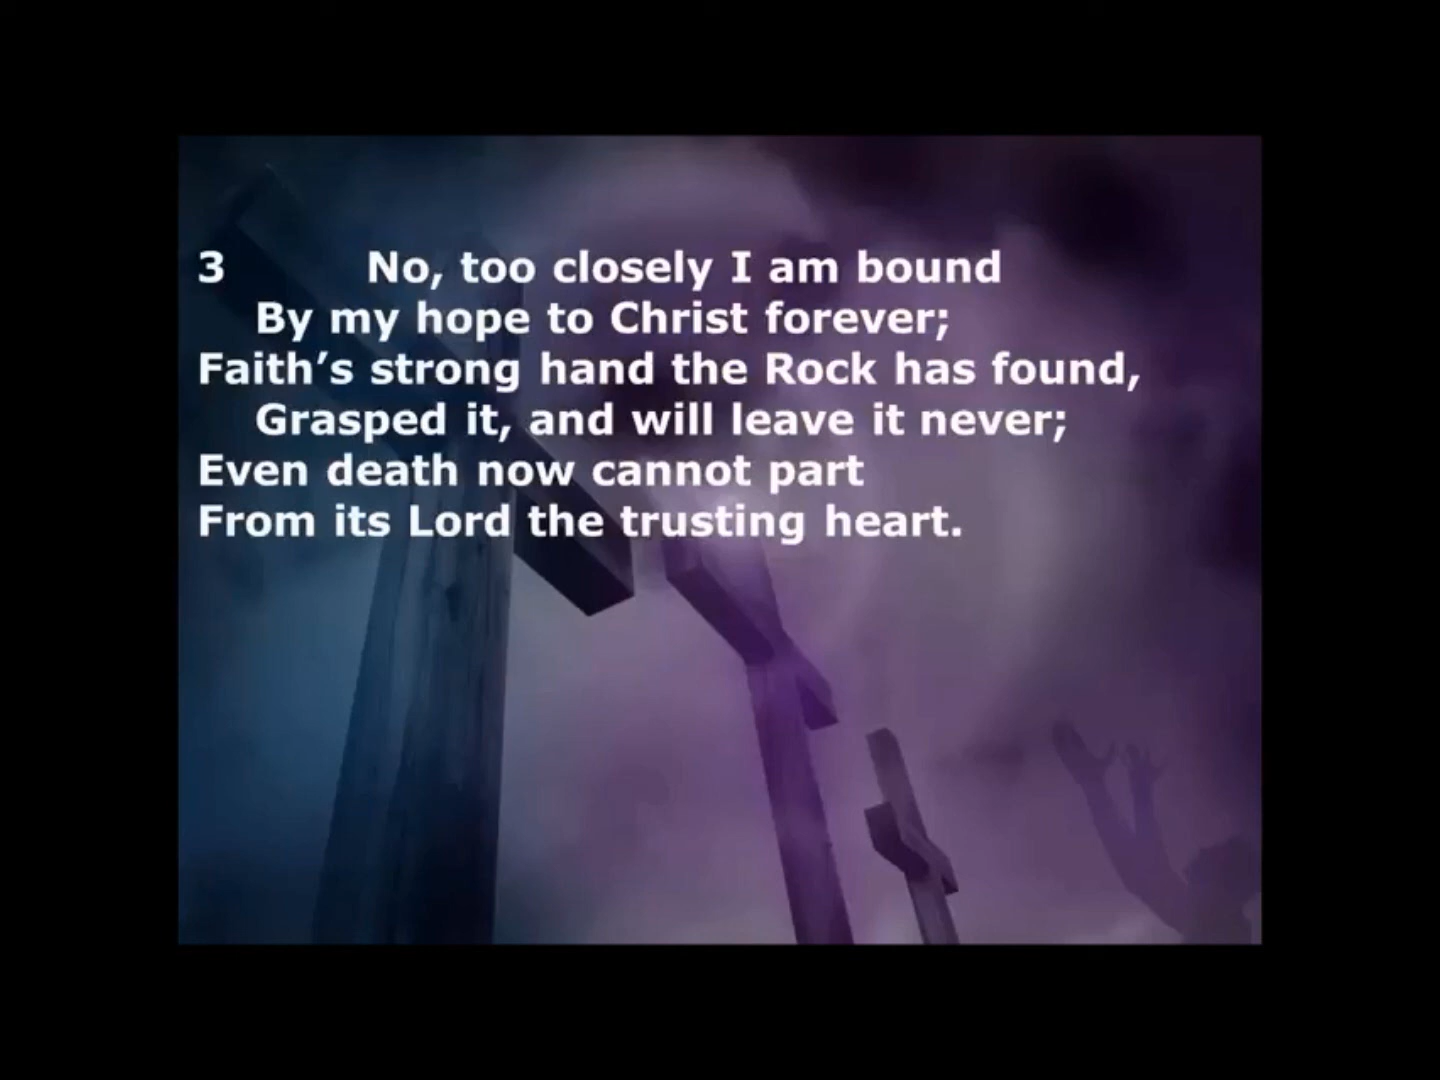 3 No, too closely I am bound
By my hope to Christ forever;
Faith’s strong hand the Rock has found,
Grasped it, and will leave it never;
Even death now cannot part
From its Lord the trusting heart.